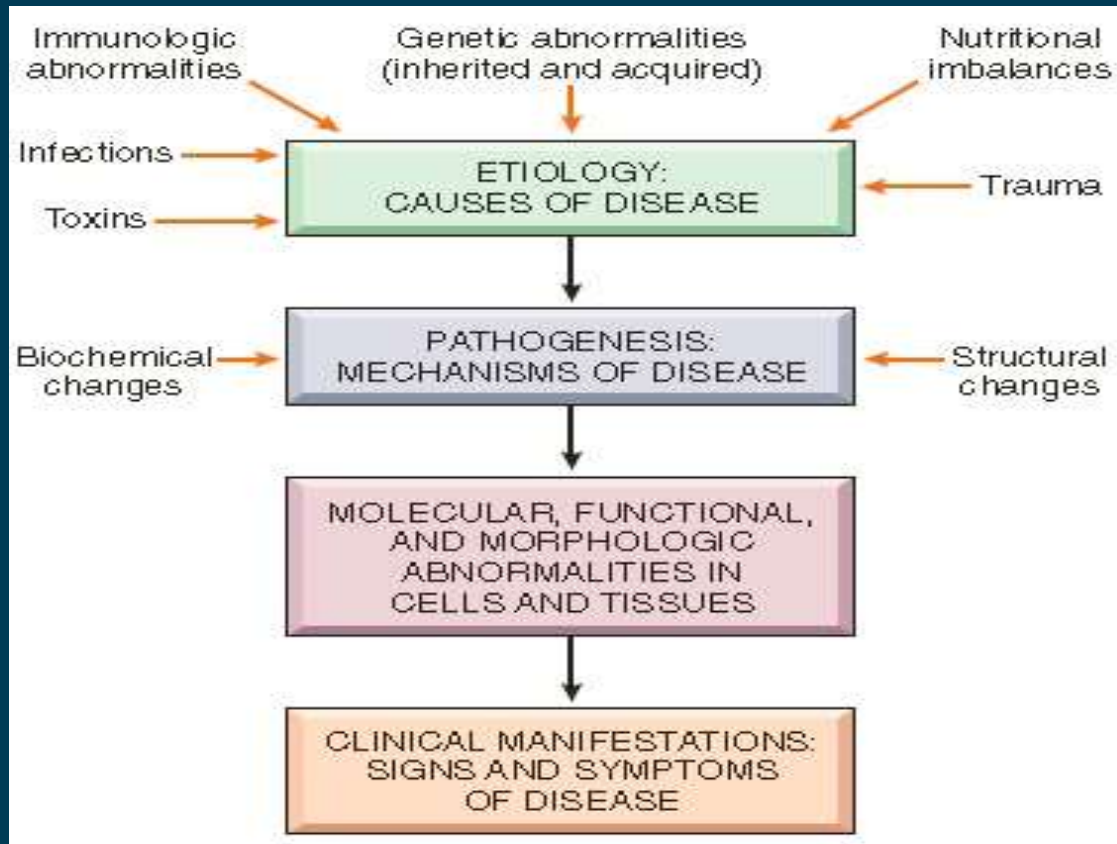 Immunologic
abnormalities
Genetic abnormalities
(inherited and acquired)
Nutritional
imbalances
Infections
Toxins
ETIOLOGY:
CAUSES OF DISEASE
Trauma
Biochemical
changes
PATHOGENESIS:
MECHANISMS OF DISEASE
Structural
changes
MOLECULAR, FUNCTIONAL,
AND MORPHOLOGIC
ABNORMALITIES IN
CELLS AND TISSUES
CLINICAL MANIFESTATIONS:
SIGNS AND SYMPTOMS
OF DISEASE